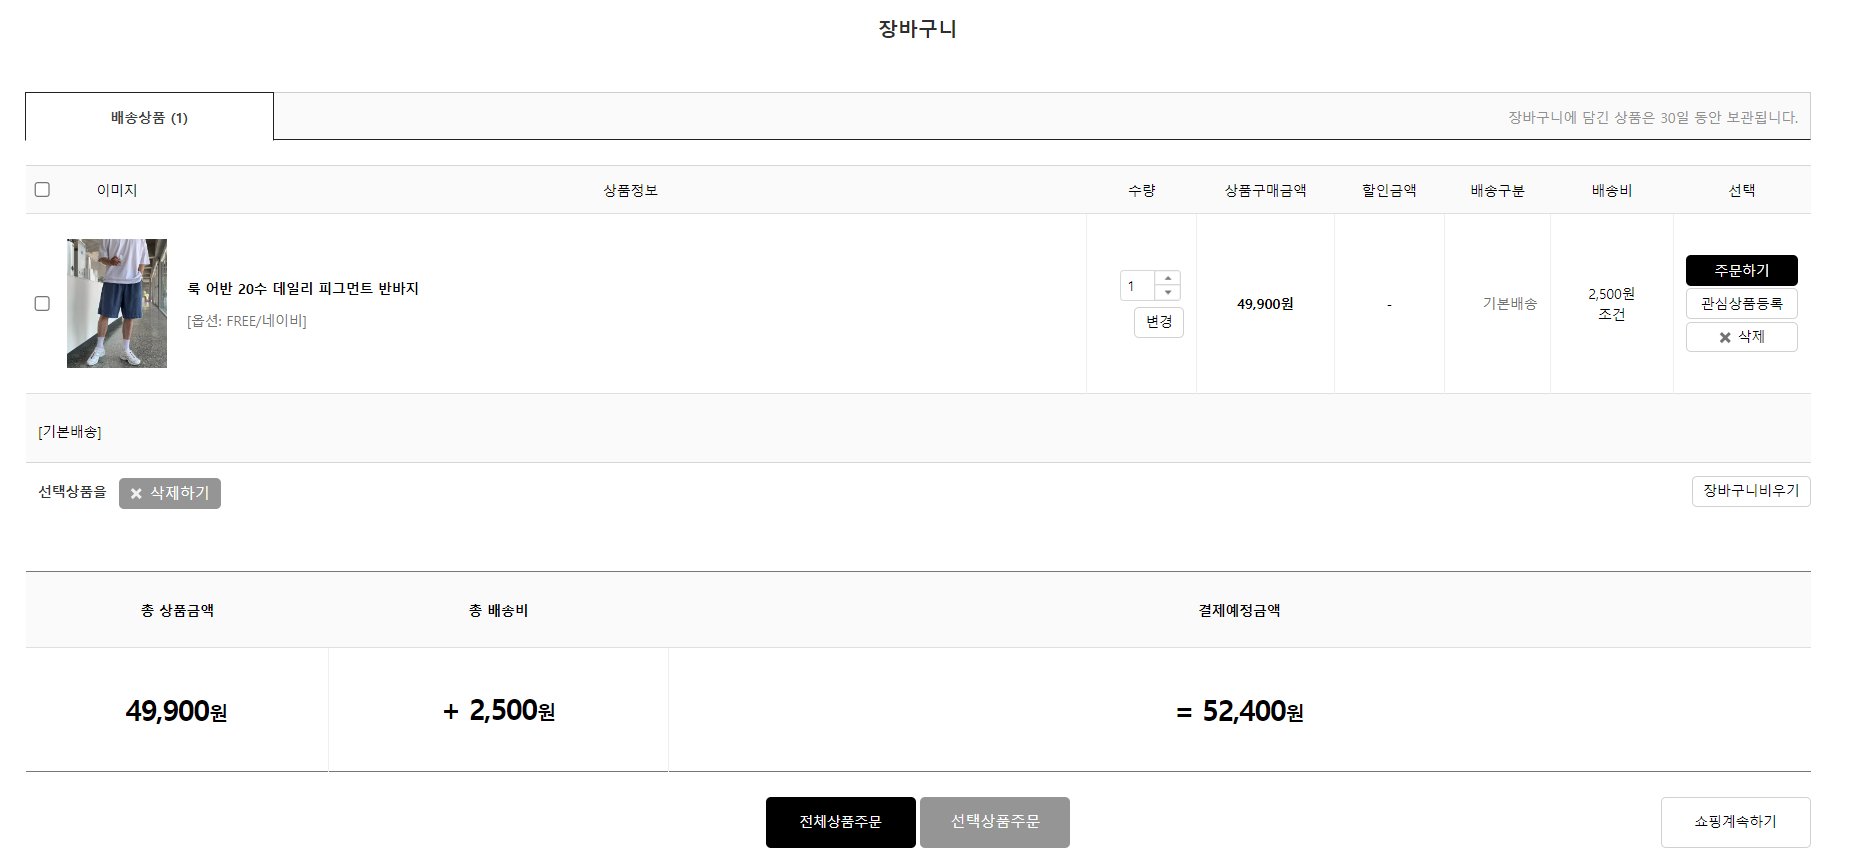 장바구니
배송상품 (1)
장바구니에 담긴 상품은 30일 동안 보관됩니다.
이미지 상품정보 수량 상품구매금액 할인금액 배송구분 배송비 선택
룩 어반 20수 데일리 피그먼트 반바지
[옵션: FREE/네이비]
1
변경
49,900원
-
기본배송
2,500원
조건
주문하기
관심상품등록
삭제
[기본배송]
선택상품을 삭제하기
장바구니비우기
총 상품금액 총 배송비 결제예정금액
49,900원 + 2,500원 = 52,400원
전체상품주문 선택상품주문 쇼핑계속하기